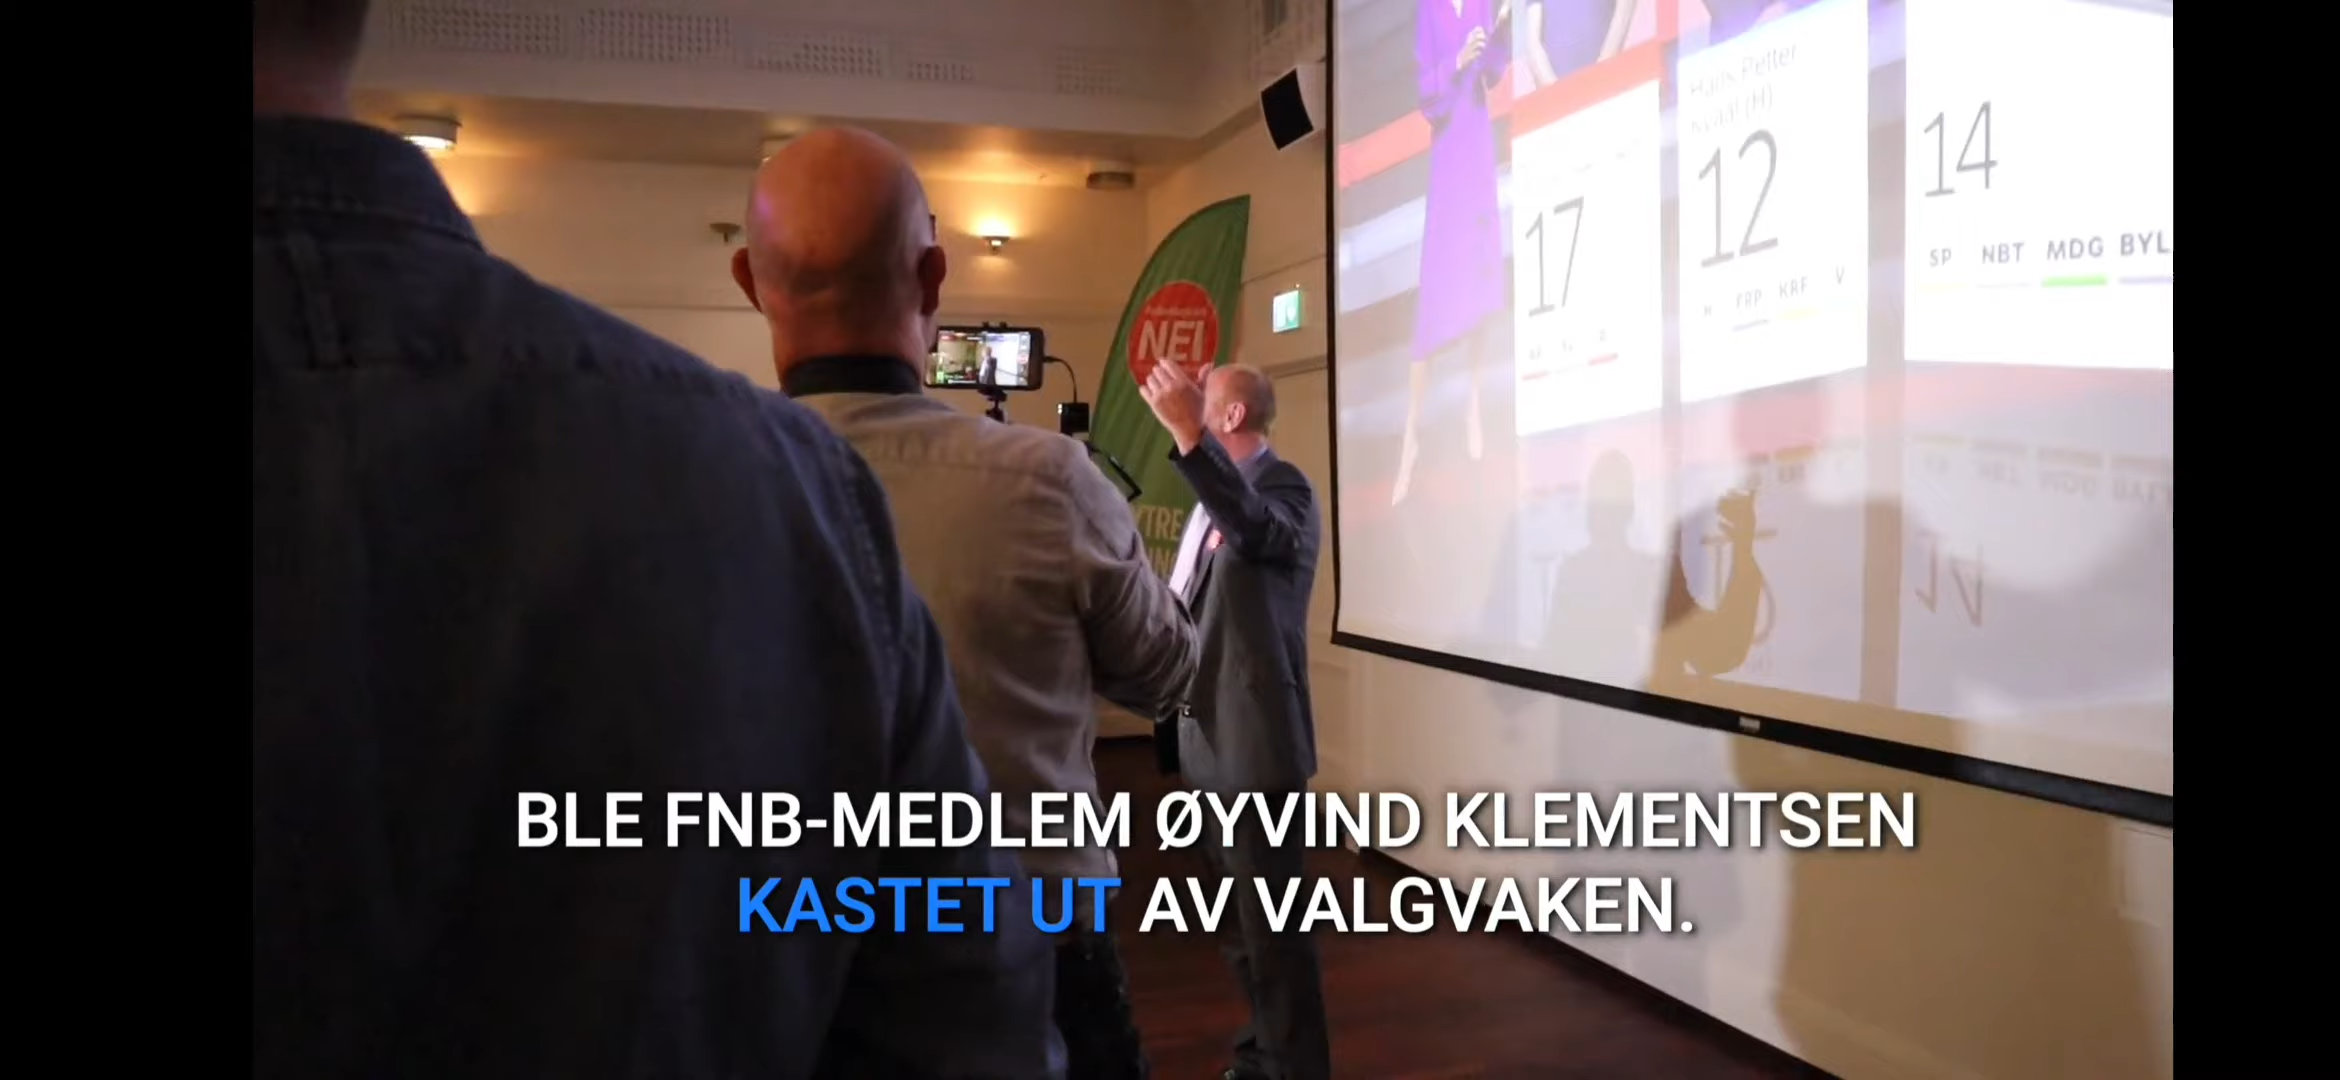 Hans Petter
Kvaal (H)
17
12
14
H FRP KRF V
SP NBT MDG BYL
NEI
BLE FNB-MEDLEM ØYVIND KLEMENTSEN
KASTET UT AV VALGVAKEN.